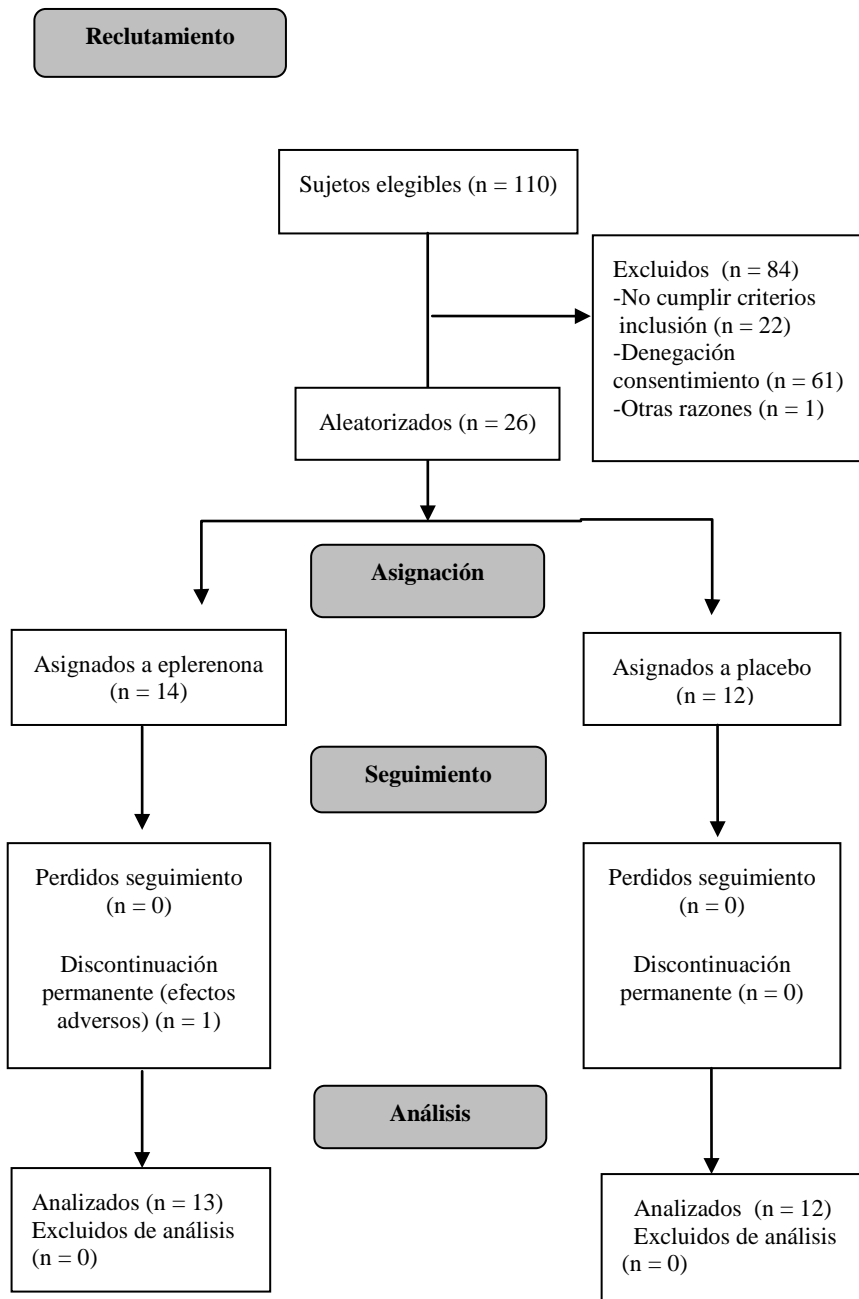 Reclutamiento
Sujetos elegibles (n = 110)
Excluidos (n = 84)
-No cumplir criterios
inclusión (n = 22)
-Denegación
consentimiento (n = 61)
-Otras razones (n = 1)
Aleatorizados (n = 26)
Asignación
Asignados a eplerenona
(n = 14)
Asignados a placebo
(n = 12)
Seguimiento
Perdidos seguimiento
(n = 0)
Discontinuación
permanente (efectos
adversos) (n = 1)
Perdidos seguimiento
(n = 0)
Discontinuación
permanente (n = 0)
Análisis
Analizados (n = 13)
Excluidos de análisis
(n = 0)
Analizados (n = 12)
Excluidos de análisis
(n = 0)